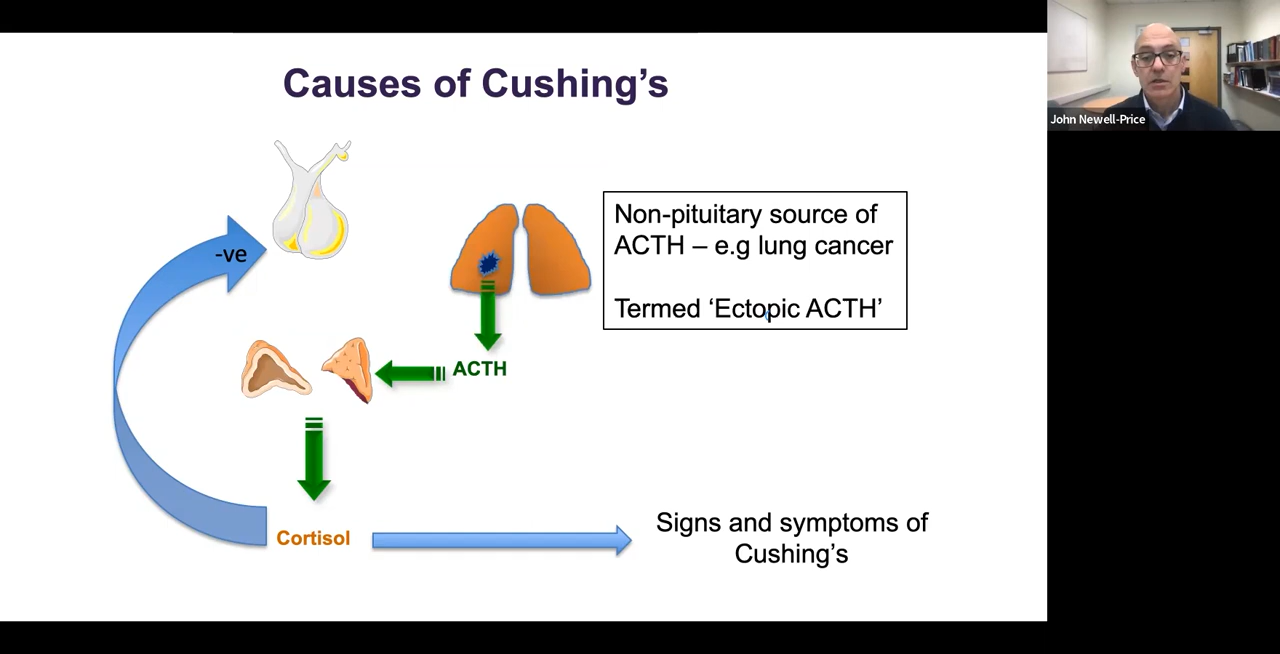 Causes of Cushing's
John Newell-Price
-ve
Non-pituitary source of
ACTH – e.g lung cancer
Termed ‘Ectopic ACTH’
ACTH
Cortisol
Signs and symptoms of
Cushing's